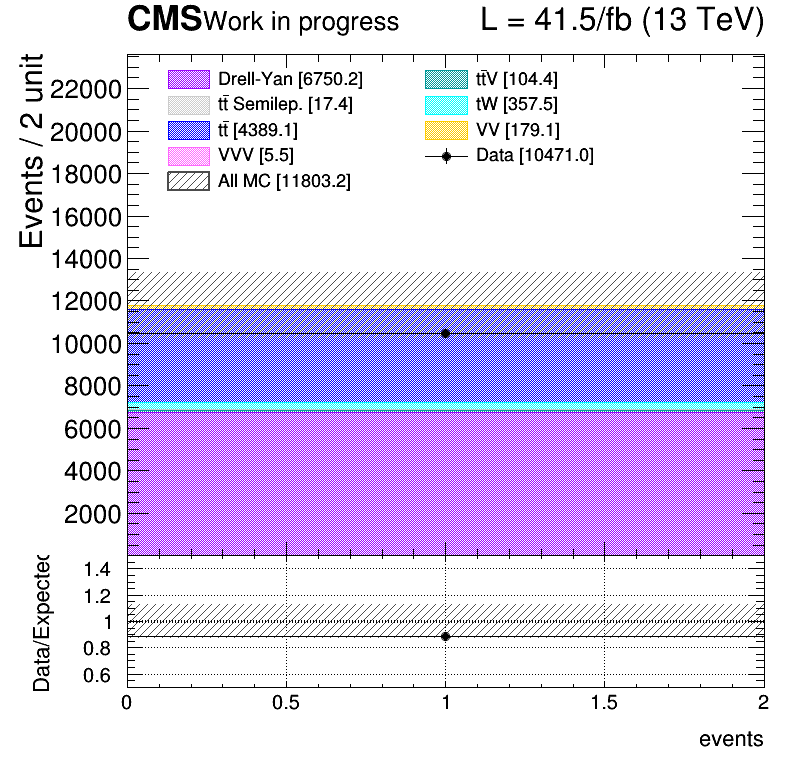 CMS Work in progress L = 41.5/fb (13 TeV)
Events / 2 unit
Drell-Yan [6750.2]
tt̄ Semilep. [17.4]
tt̄ [4389.1]
VVV [5.5]
All MC [11803.2]
tt̄V [104.4]
tW [357.5]
VV [179.1]
Data [10471.0]
22000
20000
18000
16000
14000
12000
10000
8000
6000
4000
2000
Data/Expected
1.4
1.2
1
0.8
0.6
0 0.5 1 1.5 2
events